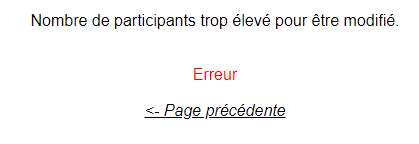 Nombre de participants trop élevé pour être modifié.
Erreur
<- Page précédente